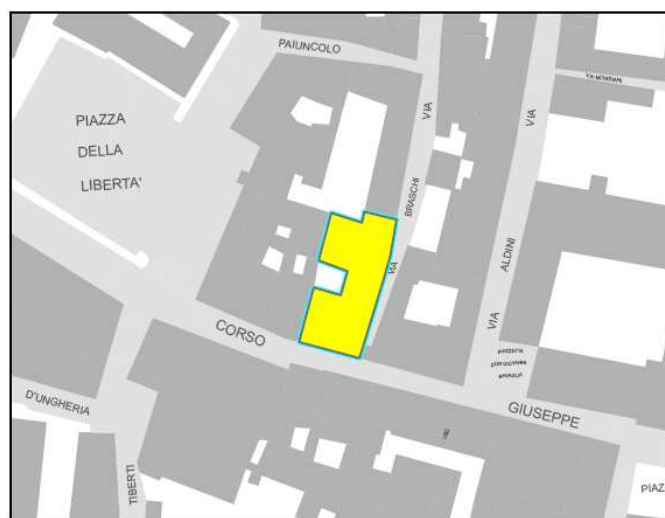 PAIUNCOLO
PIAZZA
DELLA
LIBERTA'
VIA
BRASCHI
VIA
VIA
ALDINI
VIA
CORSO
GIUSEPPE
D'UNGHERIA
TIBERTI
PIAZ